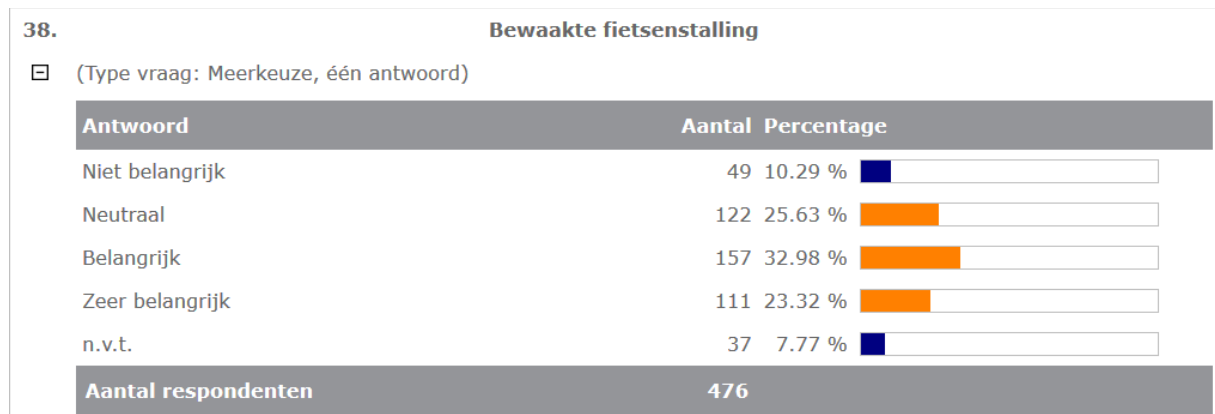 38. Bewaakte fietsenstalling
(Type vraag: Meerkeuze, één antwoord)
Antwoord Aantal Percentage
Niet belangrijk 49 10.29 %
Neutraal 122 25.63 %
Belangrijk 157 32.98 %
Zeer belangrijk 111 23.32 %
n.v.t. 37 7.77 %
Aantal respondenten 476